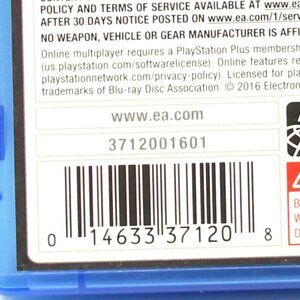 POLICY AND TERMS OF SERVICE AVAILABLE AT www.ea.com
AFTER 30 DAYS NOTICE POSTED ON www.ea.com/1/serv
NO WEAPON, VEHICLE OR GEAR MANUFACTURER IS AFFI
Online multiplayer requires a PlayStation Plus membersh
(us.playstation.com/softwarelicense). Online features re
playstationnetwork.com/privacy-policy). Licensed for pla
trademarks of Blu-ray Disc Association. © 2016 Electron
www.ea.com
3712001601
0 14633 37120 8